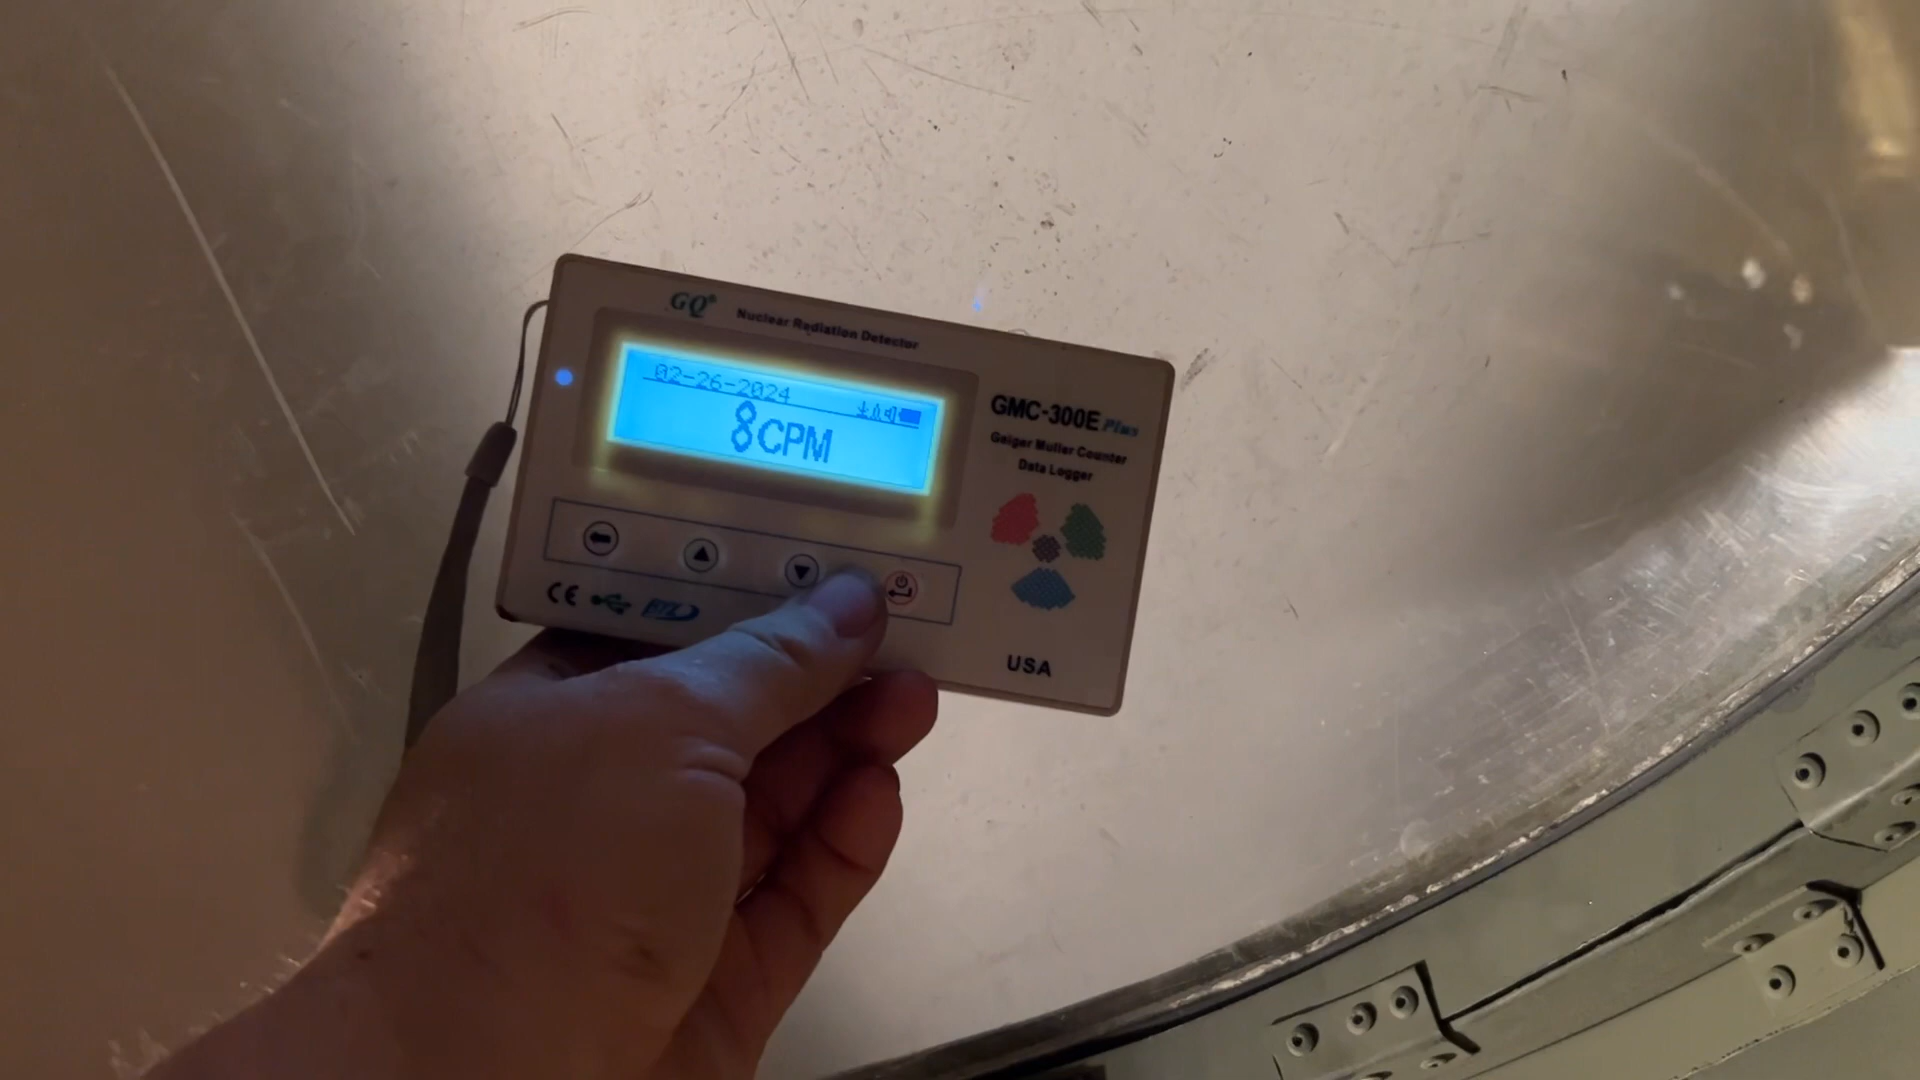 GQ® Nuclear Radiation Detector
02-26-2024
8CPM
GMC-300E Plus
Geiger Muller Counter
Data Logger
CE
USA